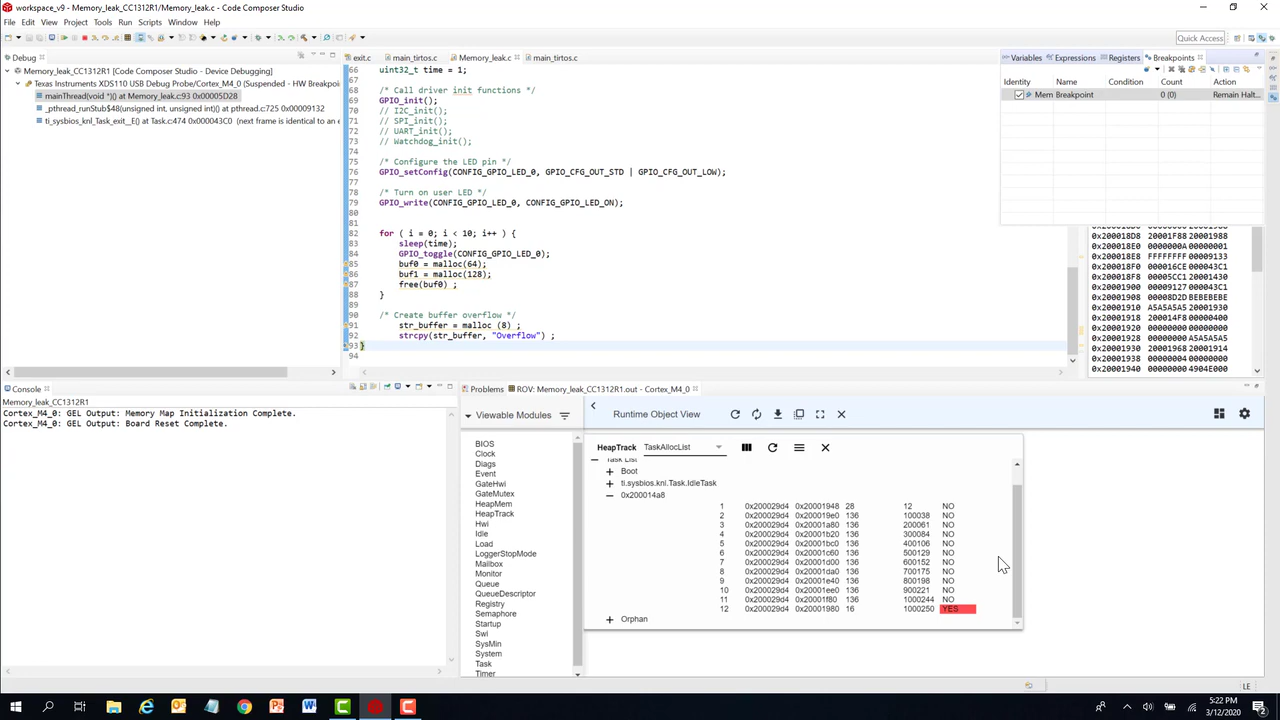 workspace_v9 - Memory_leak_CC1312R1/Memory_leak.c - Code Composer Studio
File Edit View Project Tools Run Scripts Window Help
Quick Access
Debug
Memory_leak_CC1312R1 [Code Composer Studio - Device Debugging]
Texas Instruments XDS110 USB Debug Probe/Cortex_M4_0 (Suspended - HW Breakpoi
mainThread(void *)() at Memory_leak.c:93 0x00005D28
_pthread_runStub$48(unsigned int, unsigned int)() at pthread.c:725 0x00009132
ti_sysbios_knl_Task_exit__E() at Task.c:474 0x000043C0 (next frame is identical to an e
exit.c main_tirtos.c Memory_leak.c main_tirtos.c
66 uint32_t time = 1;
67
68 /* Call driver init functions */
69 GPIO_init();
70 // I2C_init();
71 // SPI_init();
72 // UART_init();
73 // Watchdog_init();
74
75 /* Configure the LED pin */
76 GPIO_setConfig(CONFIG_GPIO_LED_0, GPIO_CFG_OUT_STD | GPIO_CFG_OUT_LOW);
77
78 /* Turn on user LED */
79 GPIO_write(CONFIG_GPIO_LED_0, CONFIG_GPIO_LED_ON);
80
81
82 for ( i = 0; i < 10; i++ ) {
83 sleep(time);
84 GPIO_toggle(CONFIG_GPIO_LED_0);
85 buf0 = malloc(64);
86 buf1 = malloc(128);
87 free(buf0) ;
88 }
89
90 /* Create buffer overflow */
91 str_buffer = malloc (8) ;
92 strcpy(str_buffer, "Overflow") ;
93 }
94
Variables Expressions Registers Breakpoints
Identity Name Condition Count Action
Mem Breakpoint 0 (0) Remain Halt...
0x200018D8 20001F88 20001988
0x200018E0 0000000A 00000001
0x200018E8 FFFFFFFF 00009133
0x200018F0 000016CE 000043C1
0x200018F8 00005CC1 20001430
0x20001900 00009127 000043C1
0x20001908 00008D2D BEBEBEBE
0x20001910 A5A5A5A5 20001930
0x20001918 20014F58 00000400
0x20001920 00000000 00000000
0x20001928 00000000 A5A5A5A5
0x20001930 20001968 20001914
0x20001938 00000004 00000000
0x20001940 00000000 4904E000
Console
Memory_leak_CC1312R1
Cortex_M4_0: GEL Output: Memory Map Initialization Complete.
Cortex_M4_0: GEL Output: Board Reset Complete.
Problems ROV: Memory_leak_CC1312R1.out - Cortex_M4_0
Viewable Modules
Runtime Object View
BIOS
Clock
Diags
Event
GateHwi
GateMutex
HeapMem
HeapTrack
Hwi
Idle
Load
LoggerStopMode
Mailbox
Monitor
Queue
QueueDescriptor
Registry
Semaphore
Startup
Swi
SysMin
System
Task
Timer
HeapTrack TaskAllocList
Task List
Boot
ti.sysbios.knl.Task.IdleTask
0x200014a8
1 0x200029d4 0x20001948 28 12 NO
2 0x200029d4 0x200019e0 136 100038 NO
3 0x200029d4 0x20001a80 136 200061 NO
4 0x200029d4 0x20001b20 136 300084 NO
5 0x200029d4 0x20001bc0 136 400106 NO
6 0x200029d4 0x20001c60 136 500129 NO
7 0x200029d4 0x20001d00 136 600152 NO
8 0x200029d4 0x20001da0 136 700175 NO
9 0x200029d4 0x20001e40 136 800198 NO
10 0x200029d4 0x20001ee0 136 900221 NO
11 0x200029d4 0x20001f80 136 1000244 NO
12 0x200029d4 0x20001980 16 1000250 YES
Orphan
LE
5:22 PM
3/12/2020
2